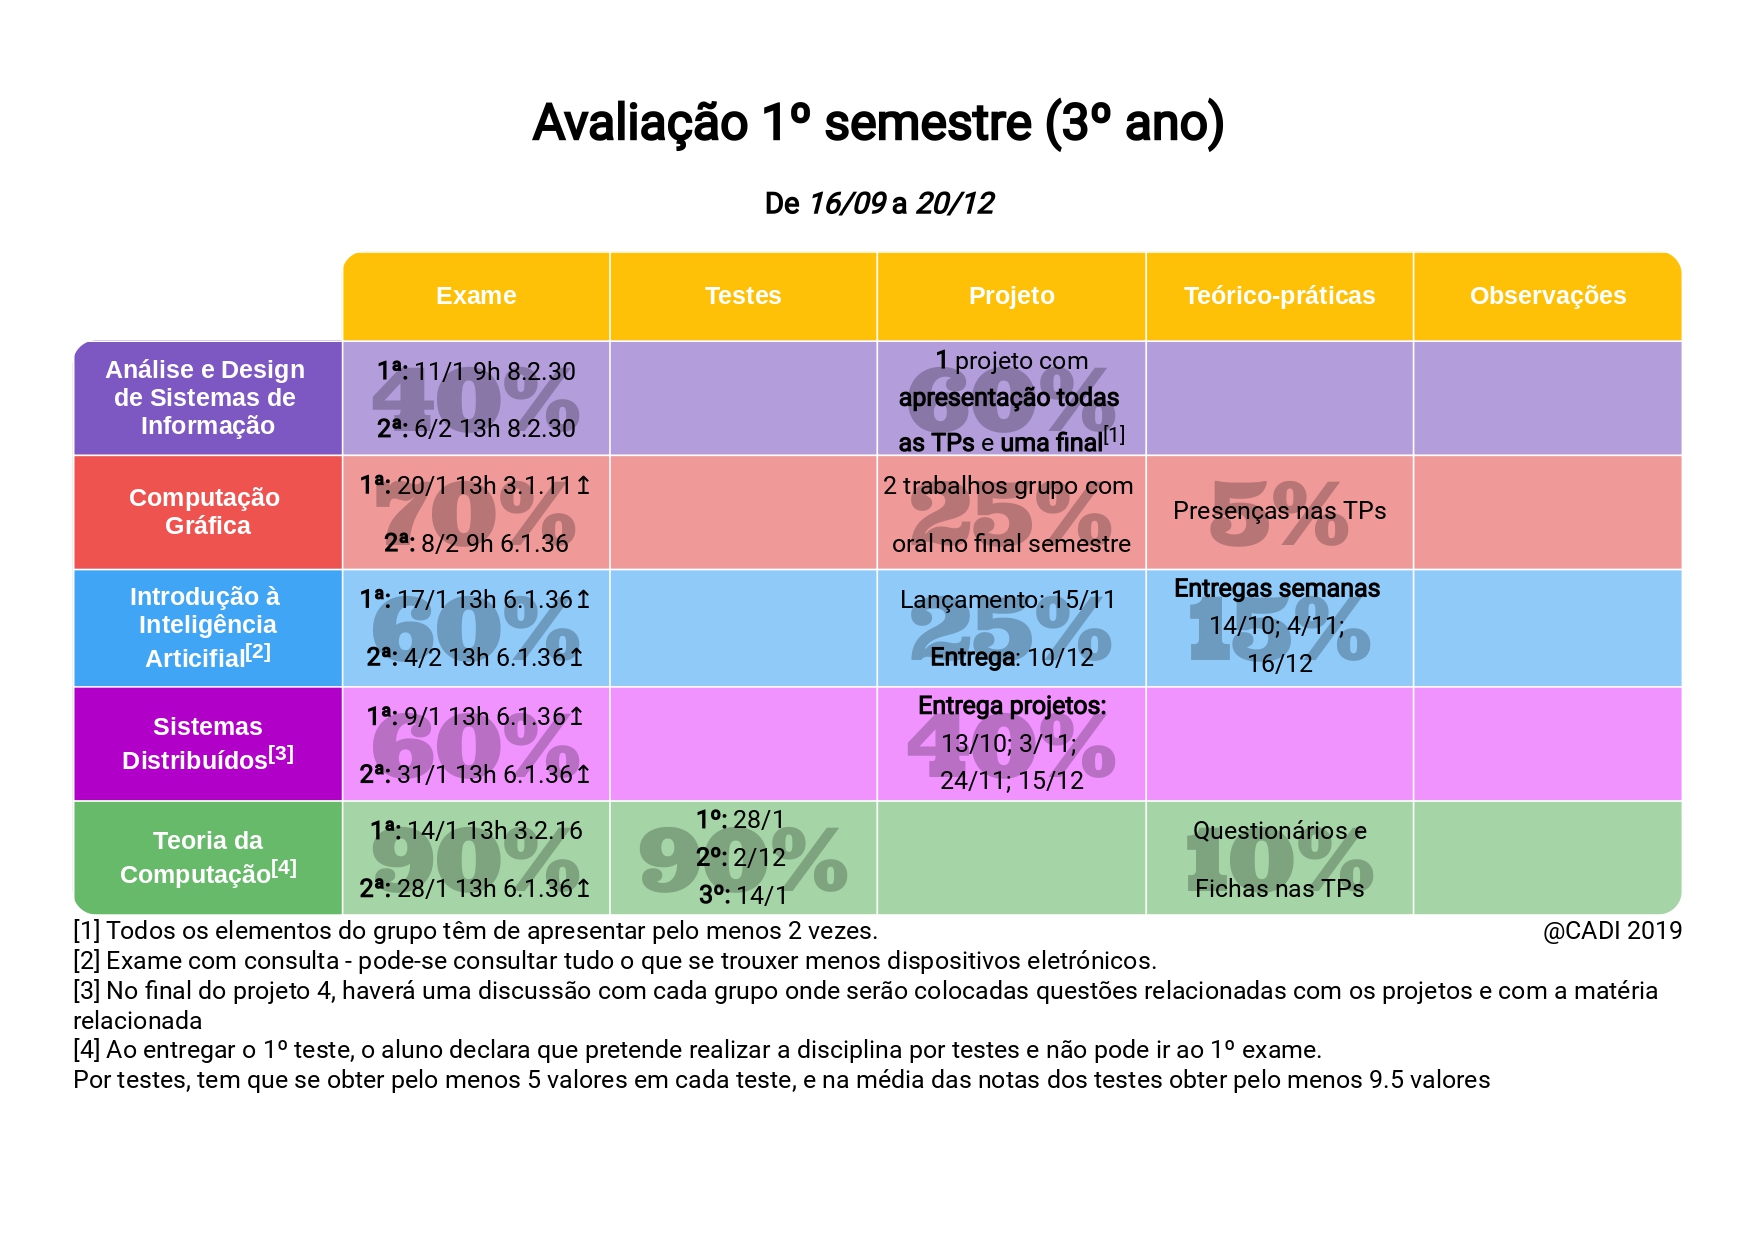 Avaliação 1º semestre (3º ano)
De 16/09 a 20/12
Exame
Testes
Projeto
Teórico-práticas
Observações
Análise e Design
de Sistemas de
Informação
40%
1ª: 11/1 9h 8.2.30
2ª: 6/2 13h 8.2.30
60%
1 projeto com
apresentação todas
as TPs e uma final[1]
Computação
Gráfica
70%
1ª: 20/1 13h 3.1.11↥
2ª: 8/2 9h 6.1.36
25%
2 trabalhos grupo com
oral no final semestre
5%
Presenças nas TPs
Introdução à
Inteligência
Articifial[2]
60%
1ª: 17/1 13h 6.1.36↥
2ª: 4/2 13h 6.1.36↥
25%
Lançamento: 15/11
Entrega: 10/12
15%
Entregas semanas
14/10; 4/11;
16/12
Sistemas
Distribuídos[3]
60%
1ª: 9/1 13h 6.1.36↥
2ª: 31/1 13h 6.1.36↥
40%
Entrega projetos:
13/10; 3/11;
24/11; 15/12
Teoria da
Computação[4]
90%
1ª: 14/1 13h 3.2.16
2ª: 28/1 13h 6.1.36↥
90%
1º: 28/1
2º: 2/12
3º: 14/1
10%
Questionários e
Fichas nas TPs
[1] Todos os elementos do grupo têm de apresentar pelo menos 2 vezes.
@CADI 2019
[2] Exame com consulta - pode-se consultar tudo o que se trouxer menos dispositivos eletrónicos.
[3] No final do projeto 4, haverá uma discussão com cada grupo onde serão colocadas questões relacionadas com os projetos e com a matéria
relacionada
[4] Ao entregar o 1º teste, o aluno declara que pretende realizar a disciplina por testes e não pode ir ao 1º exame.
Por testes, tem que se obter pelo menos 5 valores em cada teste, e na média das notas dos testes obter pelo menos 9.5 valores